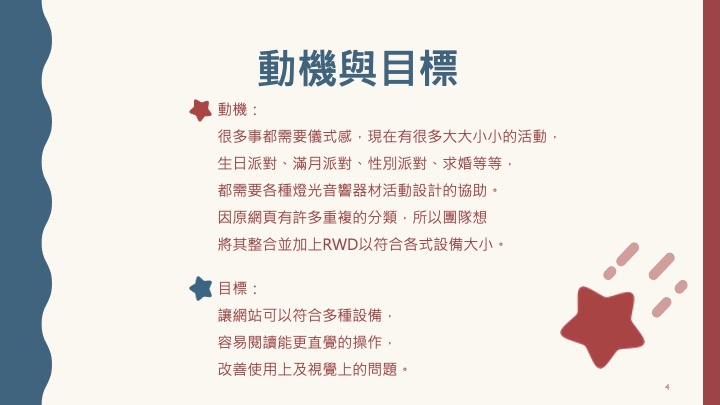 動機與目標
動機：
很多事都需要儀式感，現在有很多大大小小的活動，
生日派對、滿月派對、性別派對、求婚等等，
都需要各種燈光音響器材活動設計的協助。
因原網頁有許多重複的分類，所以團隊想
將其整合並加上RWD以符合各式設備大小。
目標：
讓網站可以符合多種設備，
容易閱讀能更直覺的操作，
改善使用上及視覺上的問題。
4